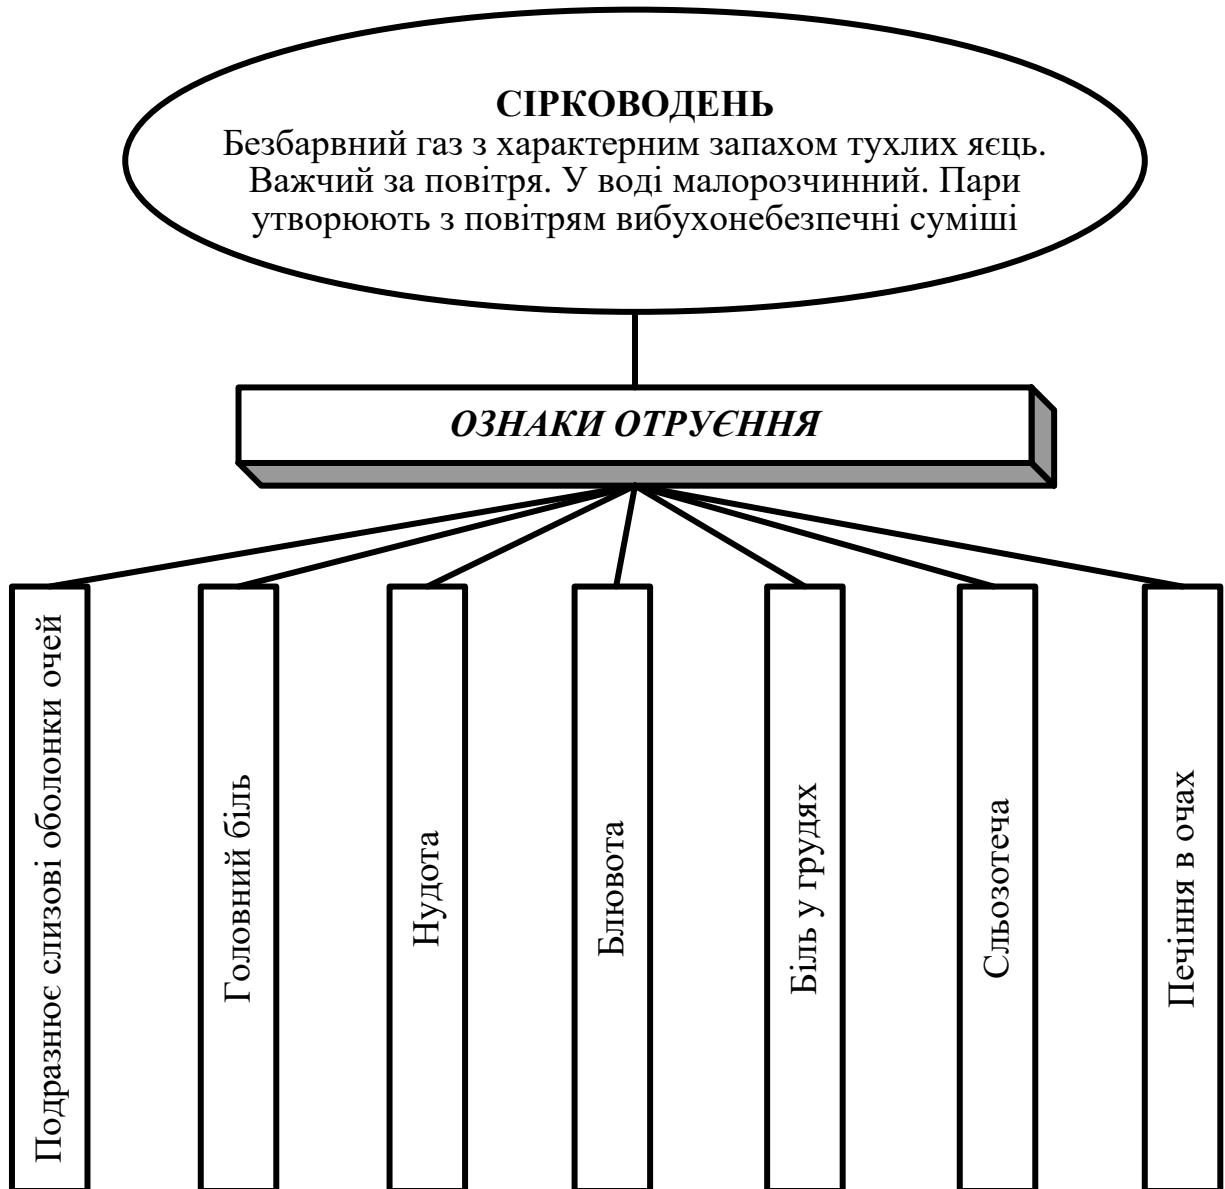 СІРКОВОДЕНЬ
Безбарвний газ з характерним запахом тухлих яєць.
Важчий за повітря. У воді малорозчинний. Пари
утворюють з повітрям вибухонебезпечні суміші
ОЗНАКИ ОТРУЄННЯ
Подразнює слизові оболонки очей
Головний біль
Нудота
Блювота
Біль у грудях
Сльозотеча
Печіння в очах